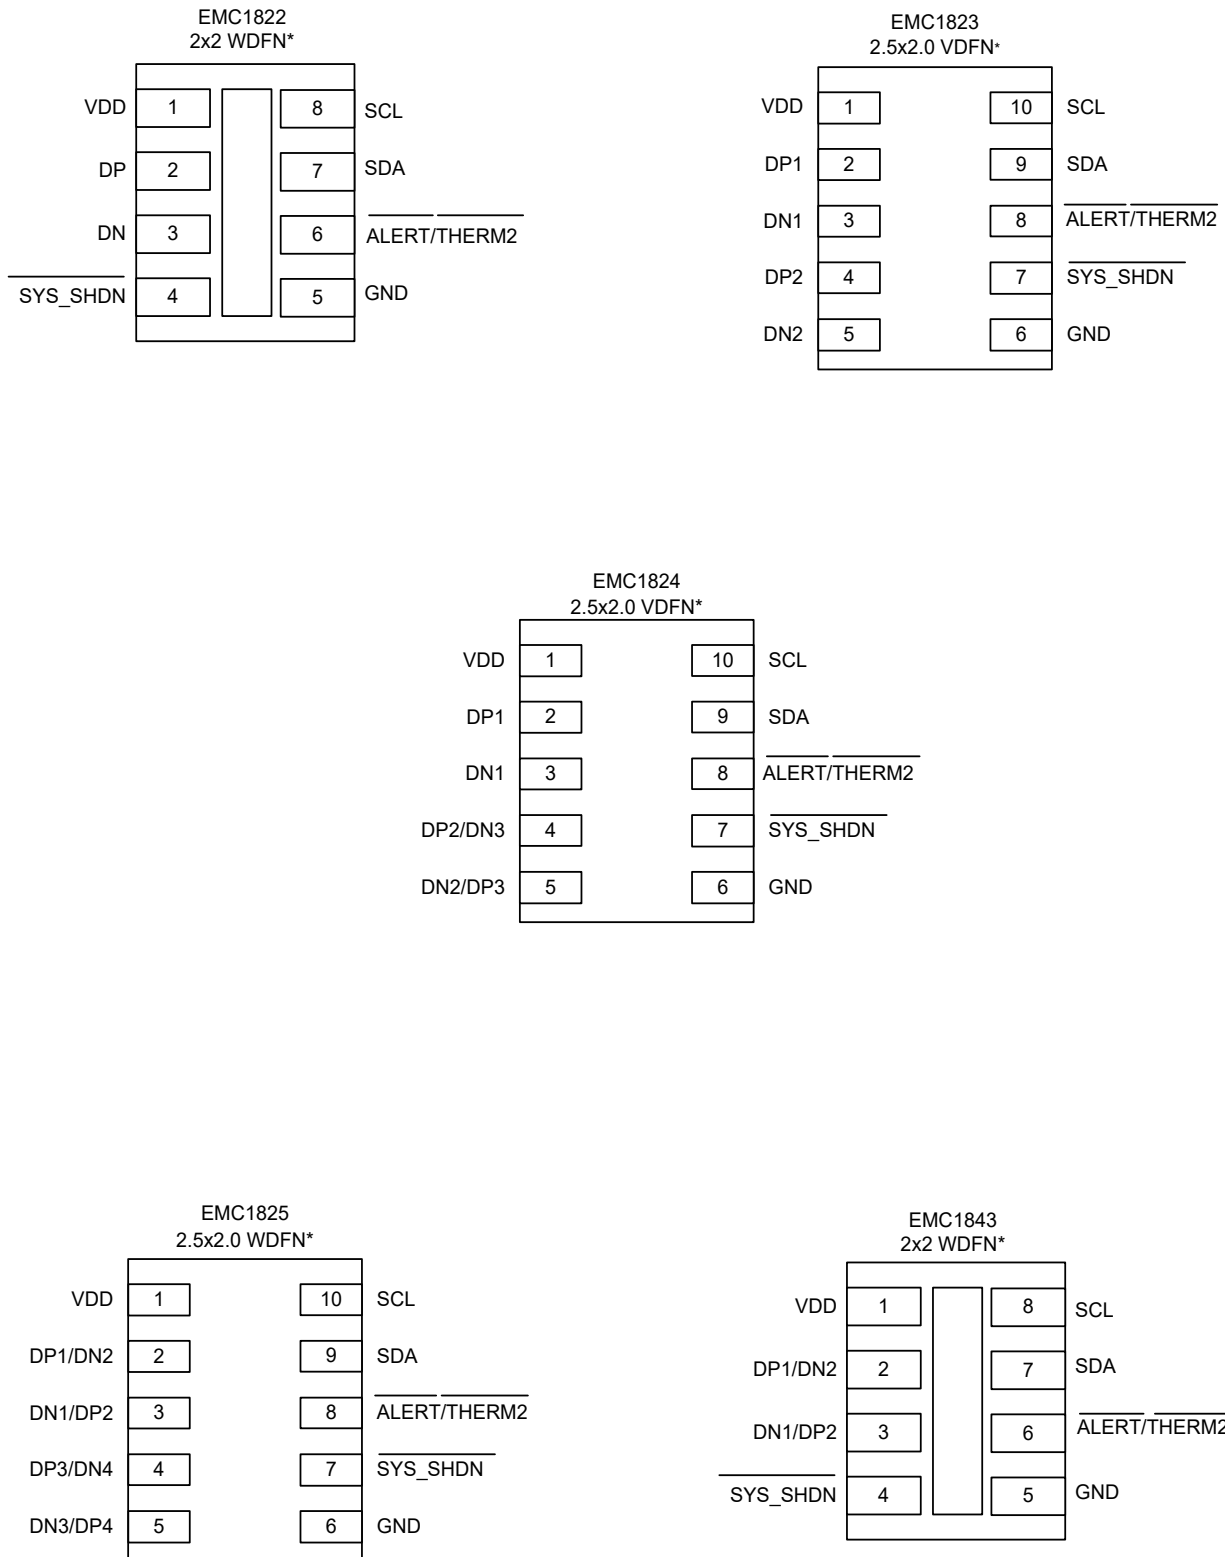 EMC1822
2x2 WDFN*
VDD 1 8 SCL
DP 2 7 SDA
DN 3 6 ALERT/THERM2
SYS_SHDN 4 5 GND
EMC1823
2.5x2.0 VDFN*
VDD 1 10 SCL
DP1 2 9 SDA
DN1 3 8 ALERT/THERM2
DP2 4 7 SYS_SHDN
DN2 5 6 GND
EMC1824
2.5x2.0 VDFN*
VDD 1 10 SCL
DP1 2 9 SDA
DN1 3 8 ALERT/THERM2
DP2/DN3 4 7 SYS_SHDN
DN2/DP3 5 6 GND
EMC1825
2.5x2.0 WDFN*
VDD 1 10 SCL
DP1/DN2 2 9 SDA
DN1/DP2 3 8 ALERT/THERM2
DP3/DN4 4 7 SYS_SHDN
DN3/DP4 5 6 GND
EMC1843
2x2 WDFN*
VDD 1 8 SCL
DP1/DN2 2 7 SDA
DN1/DP2 3 6 ALERT/THERM2
SYS_SHDN 4 5 GND